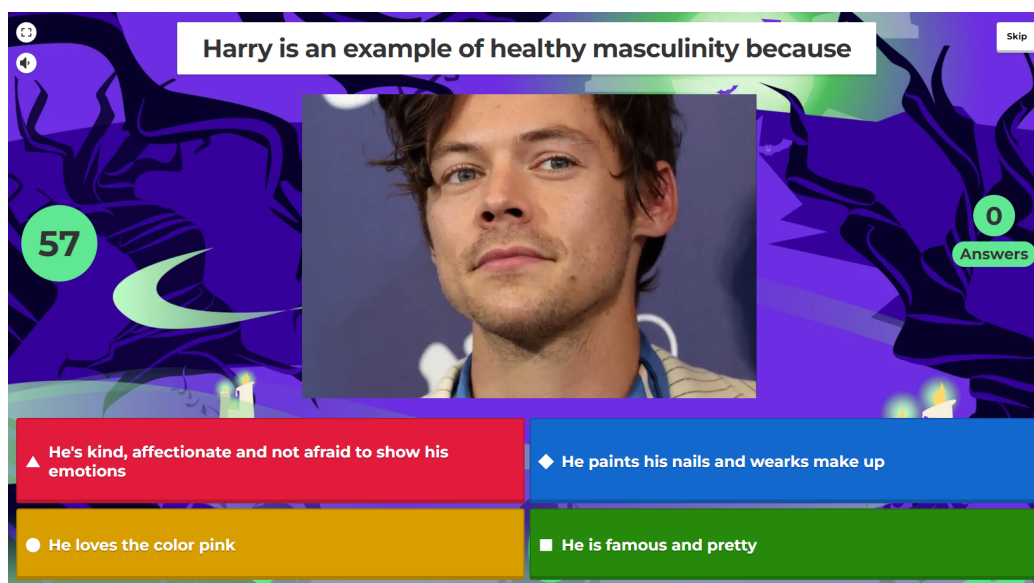 Harry is an example of healthy masculinity because
Skip
57
0
Answers
He's kind, affectionate and not afraid to show his
emotions
He paints his nails and wearks make up
He loves the color pink
He is famous and pretty